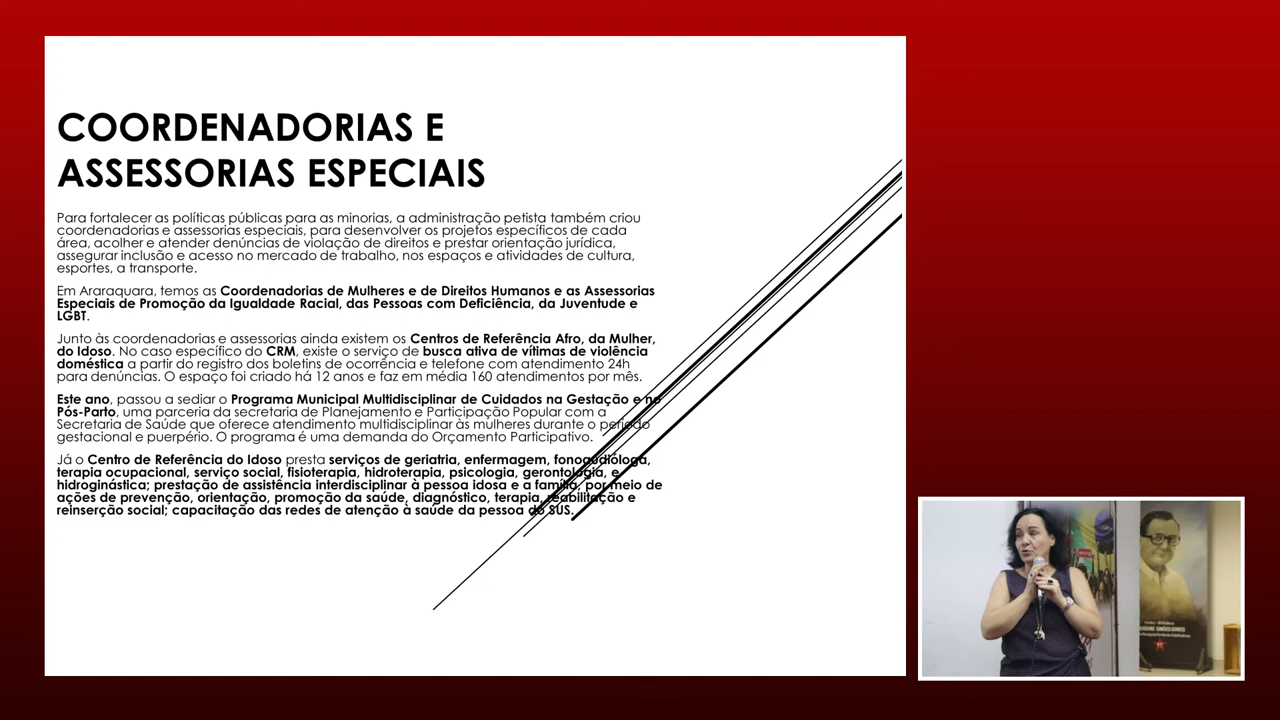 COORDENADORIAS E
ASSESSORIAS ESPECIAIS
Para fortalecer as políticas públicas para as minorias, a administração petista também criou
coordenadorias e assessorias especiais, para desenvolver os projetos específicos de cada
área, acolher e atender denúncias de violação de direitos e prestar orientação jurídica,
assegurar inclusão e acesso no mercado de trabalho, nos espaços e atividades de cultura,
esportes, a transporte.
Em Araraquara, temos as Coordenadorias de Mulheres e de Direitos Humanos e as Assessorias
Especiais de Promoção da Igualdade Racial, das Pessoas com Deficiência, da Juventude e
LGBT.
Junto às coordenadorias e assessorias ainda existem os Centros de Referência Afro, da Mulher,
do Idoso. No caso específico do CRM, existe o serviço de busca ativa de vítimas de violência
doméstica a partir do registro dos boletins de ocorrência e telefone com atendimento 24h
para denúncias. O espaço foi criado há 12 anos e faz em média 160 atendimentos por mês.
Este ano, passou a sediar o Programa Municipal Multidisciplinar de Cuidados na Gestação e no
Pós-Parto, uma parceria da secretaria de Planejamento e Participação Popular com a
Secretaria de Saúde que oferece atendimento multidisciplinar às mulheres durante o período
gestacional e puerpério. O programa é uma demanda do Orçamento Participativo.
Já o Centro de Referência do Idoso presta serviços de geriatria, enfermagem, fonoaudióloga,
terapia ocupacional, serviço social, fisioterapia, hidroterapia, psicologia, gerontologia, e
hidroginástica; prestação de assistência interdisciplinar à pessoa idosa e a família, por meio de
ações de prevenção, orientação, promoção da saúde, diagnóstico, terapia, reabilitação e
reinserção social; capacitação das redes de atenção à saúde da pessoa do SUS.